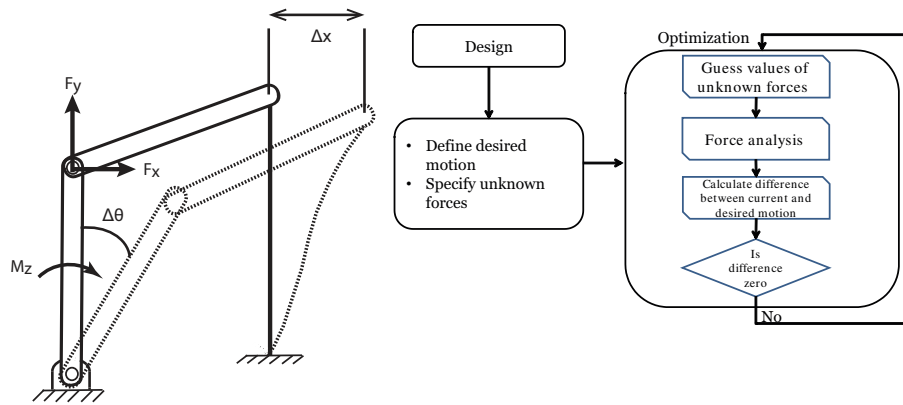 Δx
Fy
Fx
Δθ
Mz
Design
• Define desired
motion
• Specify unknown
forces
Optimization
Guess values of
unknown forces
Force analysis
Calculate difference
between current and
desired motion
Is
difference
zero
No